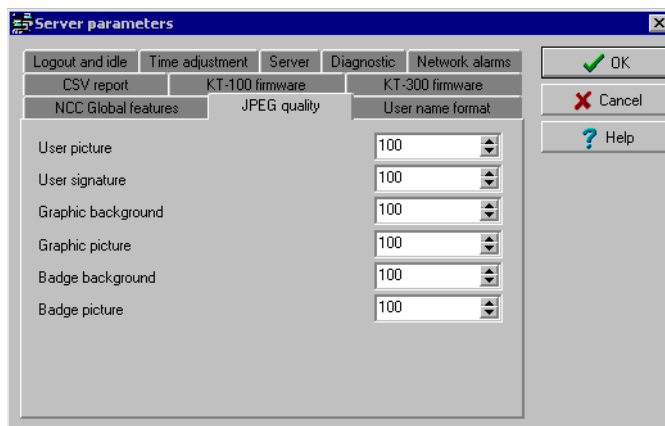 Server parameters
Logout and idle Time adjustment Server Diagnostic Network alarms
CSV report KT-100 firmware KT-300 firmware
NCC Global features JPEG quality User name format
User picture 100
User signature 100
Graphic background 100
Graphic picture 100
Badge background 100
Badge picture 100
OK
Cancel
Help